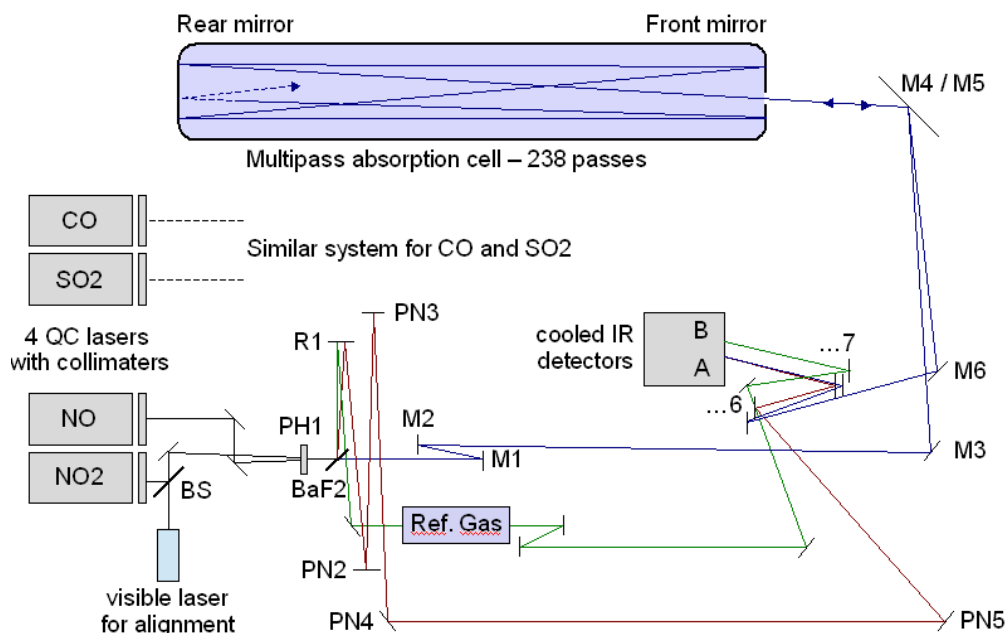 Rear mirror
Front mirror
M4 / M5
Multipass absorption cell – 238 passes
CO
SO2
Similar system for CO and SO2
4 QC lasers
with collimaters
NO
NO2
BS
PH1
BaF2
visible laser
for alignment
R1
PN3
M2
M1
Ref. Gas
PN2
PN4
cooled IR
detectors
B
A
...7
...6
M6
M3
PN5